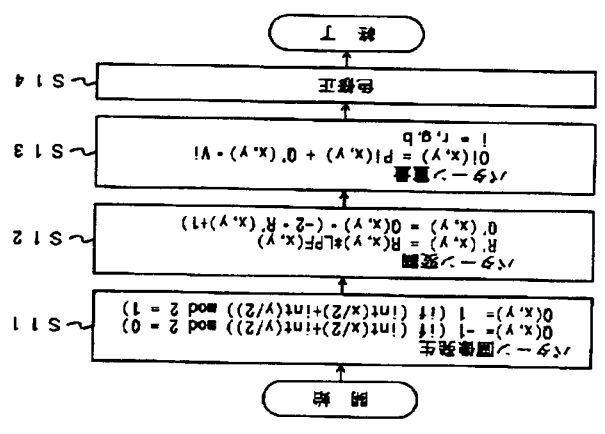 開 始
パターン画像発生
Q(x,y)= -1 (if (int(x/2)+int(y/2)) mod 2 = 0)
Q(x,y)= 1 (if (int(x/2)+int(y/2)) mod 2 = 1)
S11
パターン変調
R'(x,y) = R(x,y)*LPF(x,y)
Q'(x,y) = Q(x,y)・(-2・R'(x,y)+1)
S12
パターン重畳
Oi(x,y) = Pi(x,y) + Q'(x,y)・Vi
i = r,g,b
S13
色修正
S14
終 了